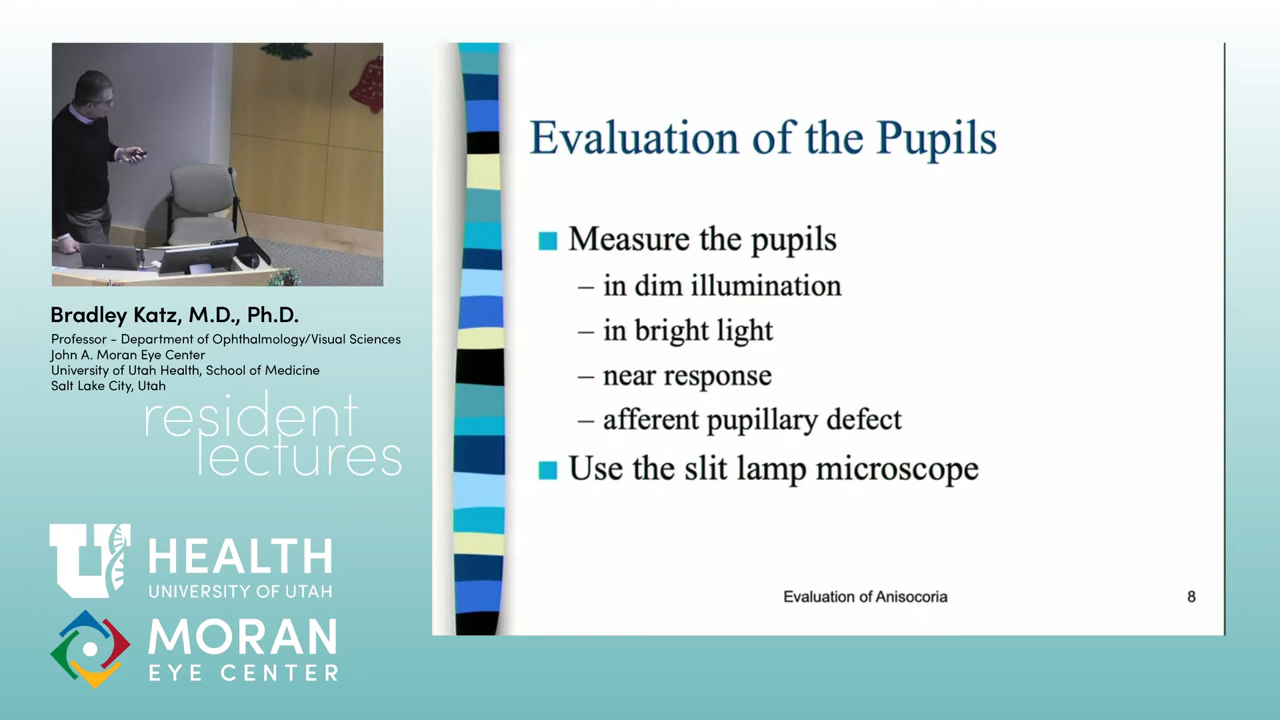 Bradley Katz, M.D., Ph.D.
Professor - Department of Ophthalmology/Visual Sciences
John A. Moran Eye Center
University of Utah Health, School of Medicine
Salt Lake City, Utah
resident
lectures
U HEALTH
UNIVERSITY OF UTAH
MORAN
EYE CENTER
Evaluation of the Pupils
Measure the pupils
– in dim illumination
– in bright light
– near response
– afferent pupillary defect
Use the slit lamp microscope
Evaluation of Anisocoria
8